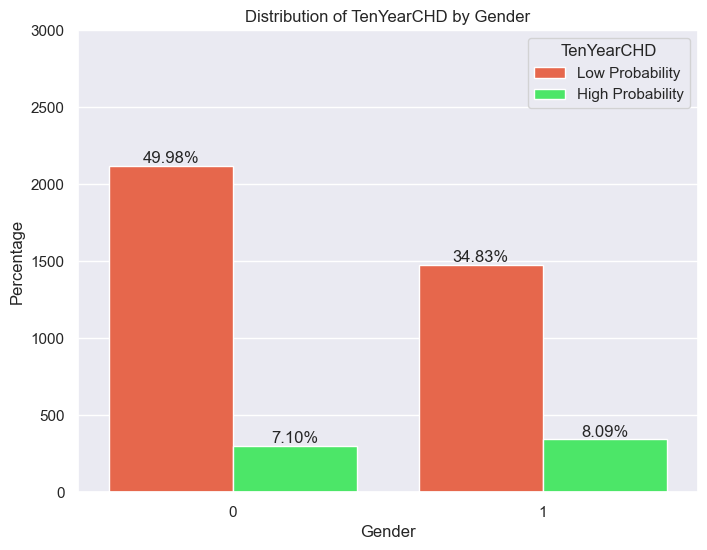 Distribution of TenYearCHD by Gender
3000
2500
2000
1500
1000
500
0
Percentage
TenYearCHD
Low Probability
High Probability
49.98%
7.10%
34.83%
8.09%
0
1
Gender